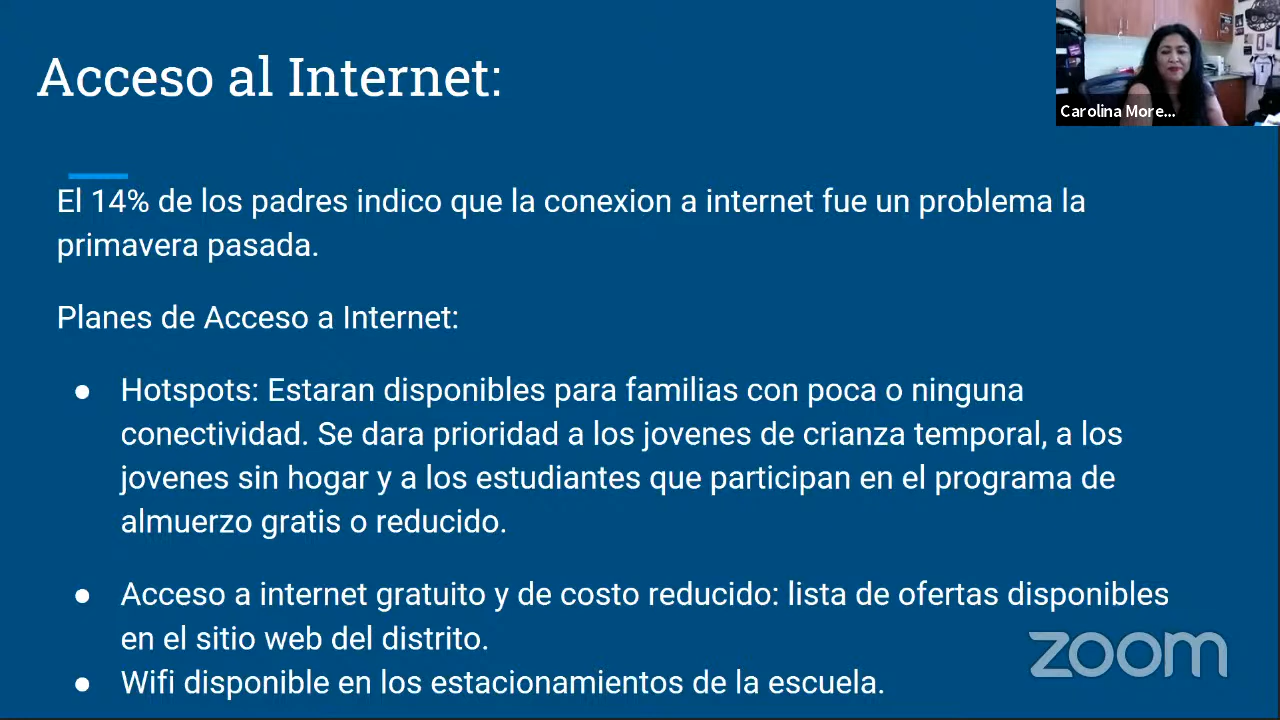 Acceso al Internet:
Carolina More...
El 14% de los padres indico que la conexion a internet fue un problema la
primavera pasada.
Planes de Acceso a Internet:
● Hotspots: Estaran disponibles para familias con poca o ninguna
conectividad. Se dara prioridad a los jovenes de crianza temporal, a los
jovenes sin hogar y a los estudiantes que participan en el programa de
almuerzo gratis o reducido.
● Acceso a internet gratuito y de costo reducido: lista de ofertas disponibles
en el sitio web del distrito.
● Wifi disponible en los estacionamientos de la escuela.
zoom